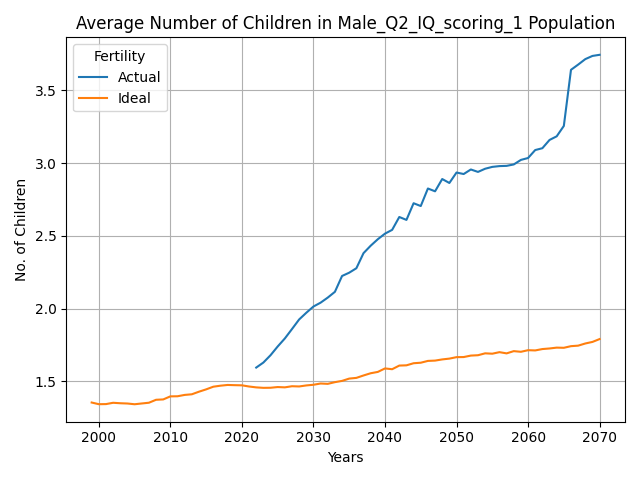 Average Number of Children in Male_Q2_IQ_scoring_1 Population
Fertility
Actual
Ideal
No. of Children
3.5
3.0
2.5
2.0
1.5
2000 2010 2020 2030 2040 2050 2060 2070
Years